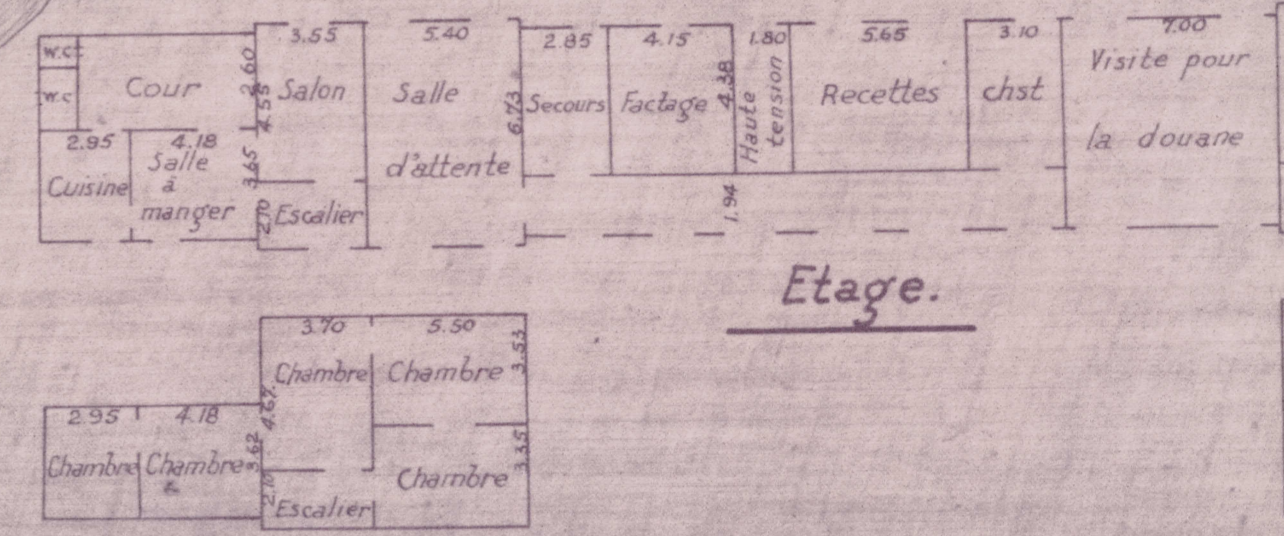 3.55 5.40 2.85 4.15 1.80 5.65 3.10 7.00
W.C
W.C
Cour
2.60
4.55
Salon
Salle
d'attente
6.73
Secours
Factage
4.38
Haute
tension
Recettes
chst
Visite pour
la douane
2.95 4.18
Cuisine
Salle
à
manger
3.65
2.70
Escalier
1.94
Etage.
3.70 5.50
Chambre
Chambre
3.53
4.67
2.95 4.18
Chambre
Chambre
3.62
2.10
Escalier
Chambre
3.35